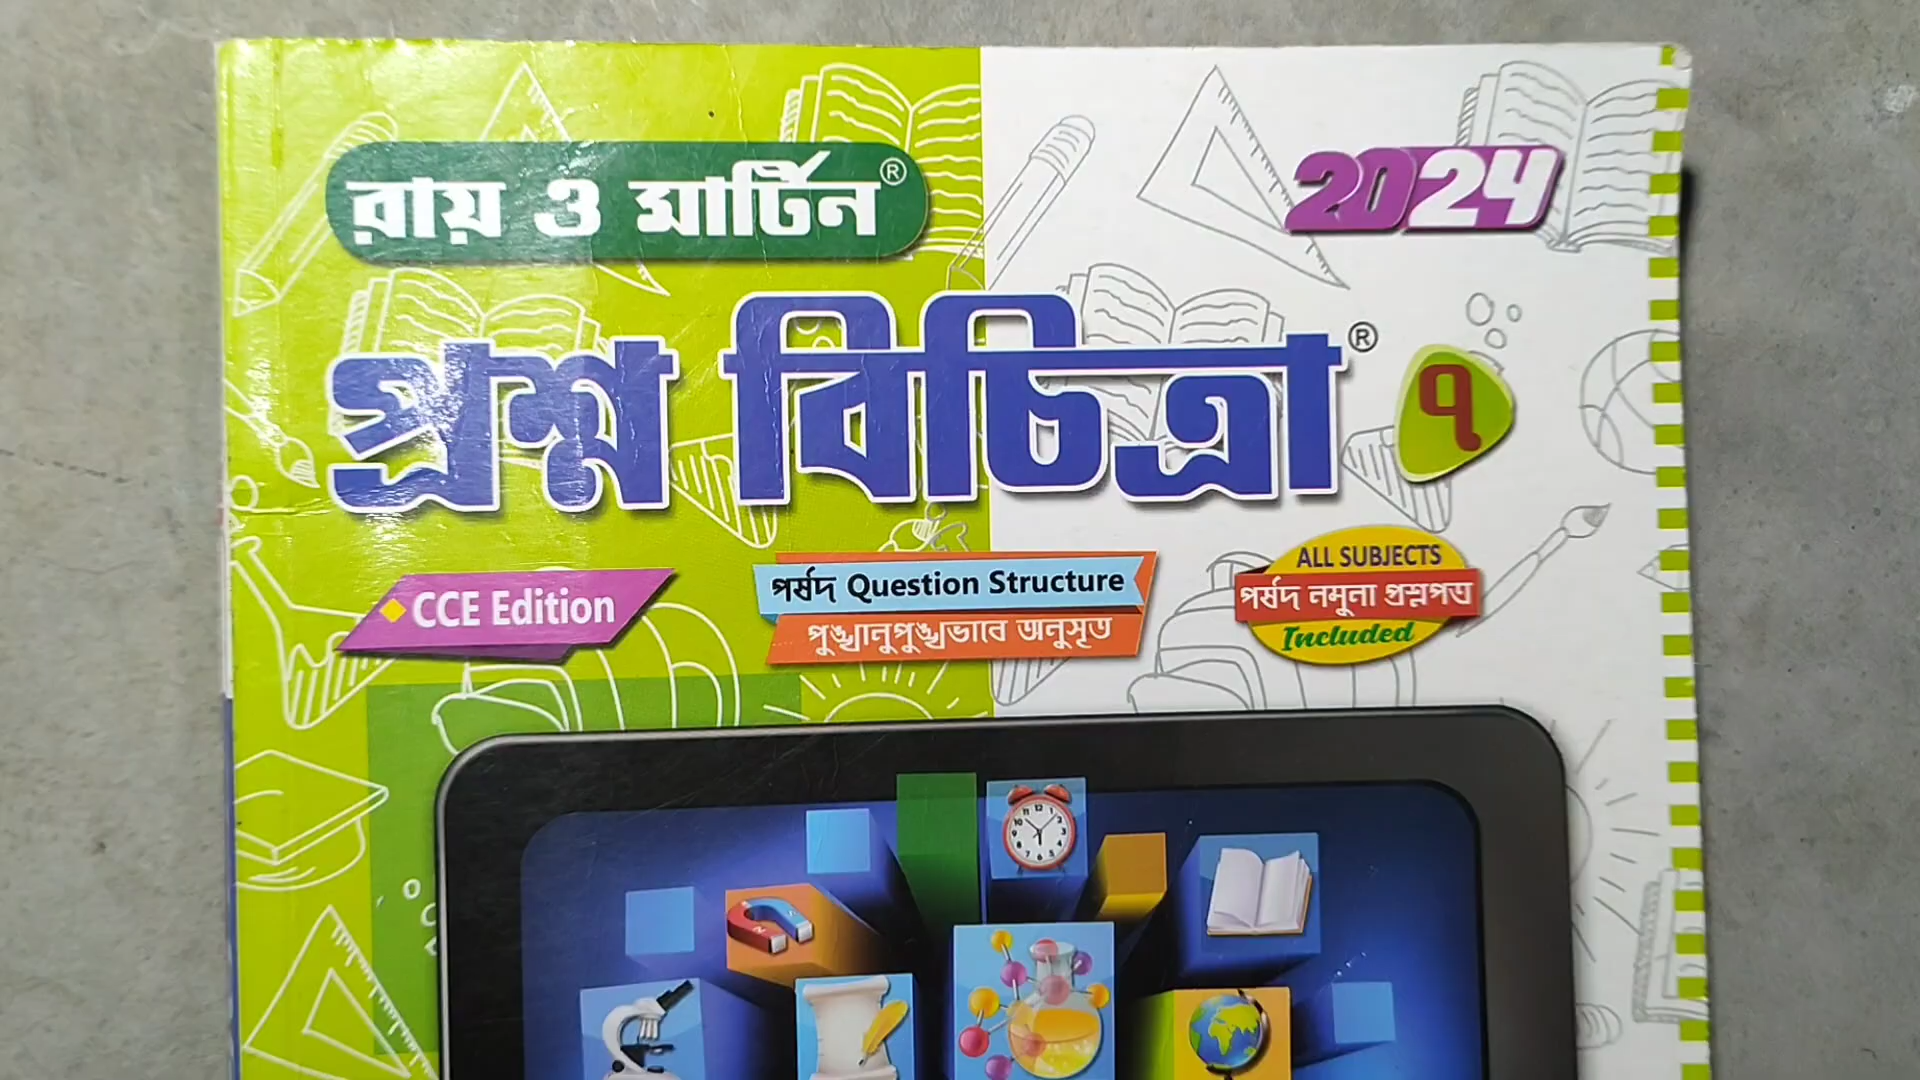 রায় ও মার্টিন®
2024
প্রশ্ন বিচিত্রা®
৭
CCE Edition
পর্ষদ Question Structure
পুঙ্খানুপুঙ্খভাবে অনুসৃত
ALL SUBJECTS
পর্ষদ নমুনা প্রশ্নপত্র
Included